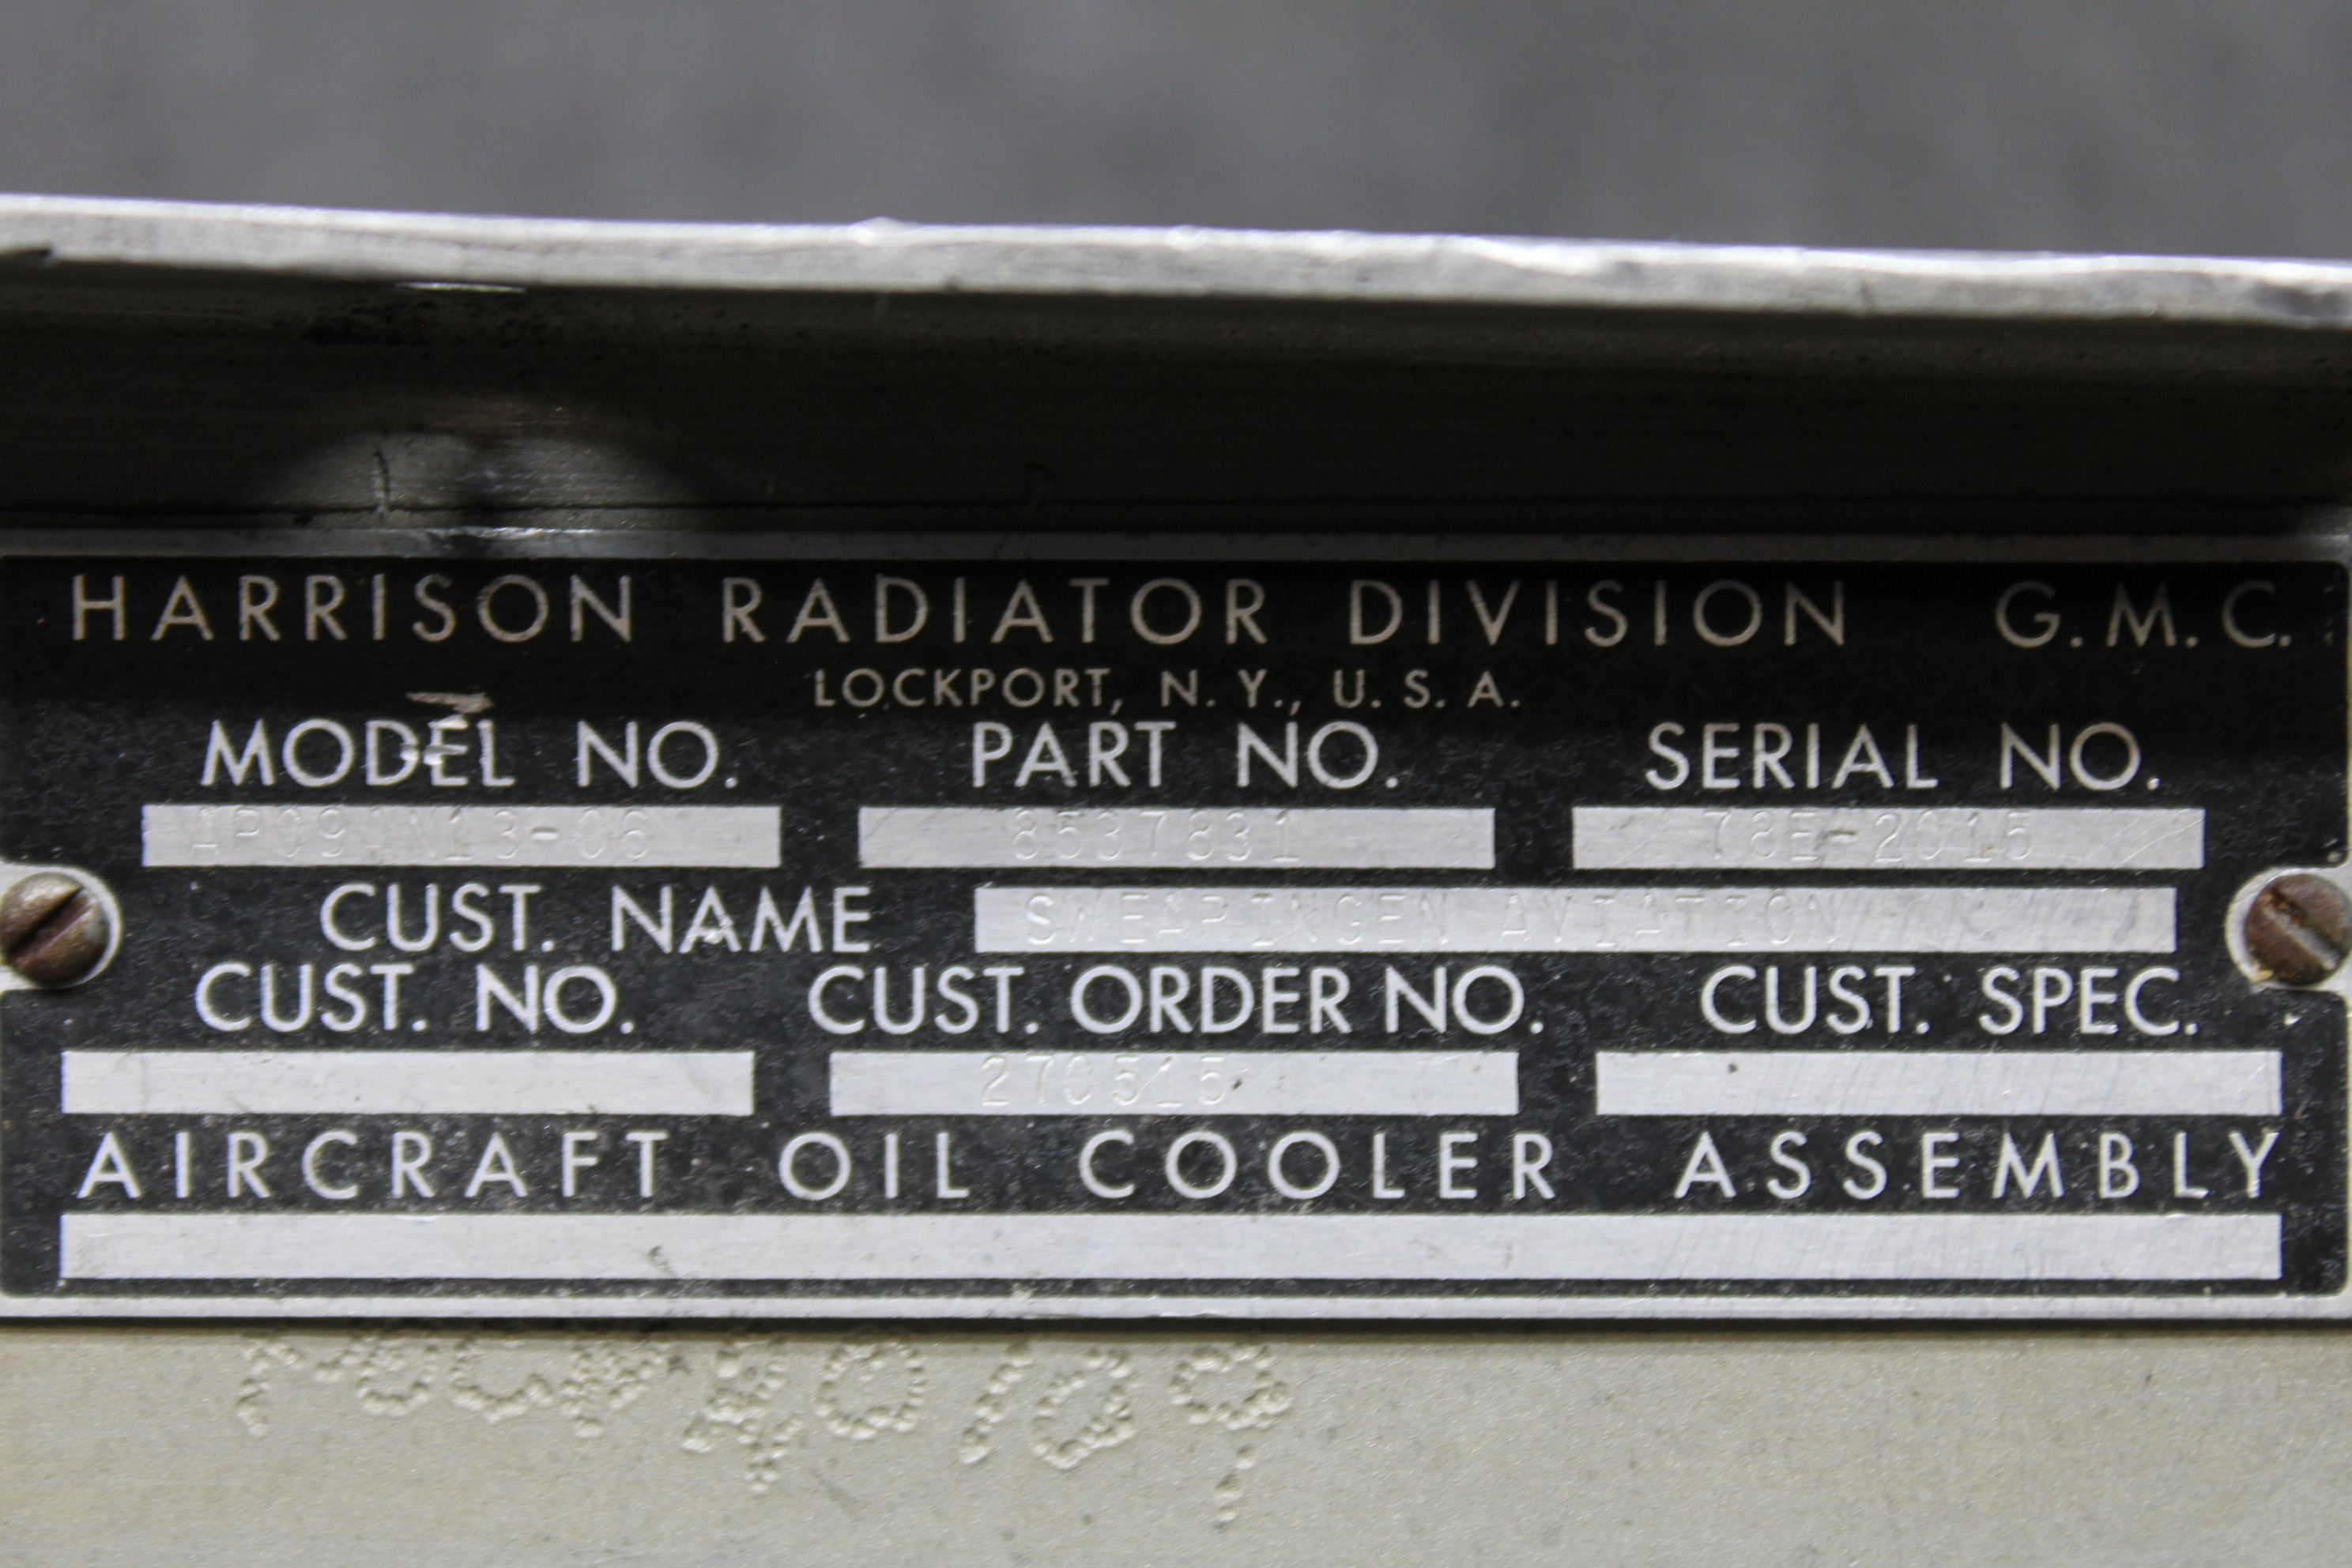 HARRISON RADIATOR DIVISION G.M.C.
LOCKPORT, N.Y., U.S.A.
MODEL NO. PART NO. SERIAL NO.
AP09AN13-06 8537831 78E-2015
CUST. NAME SWEARINGEN AVIATION
CUST. NO. CUST. ORDER NO. CUST. SPEC.
270515
AIRCRAFT OIL COOLER ASSEMBLY